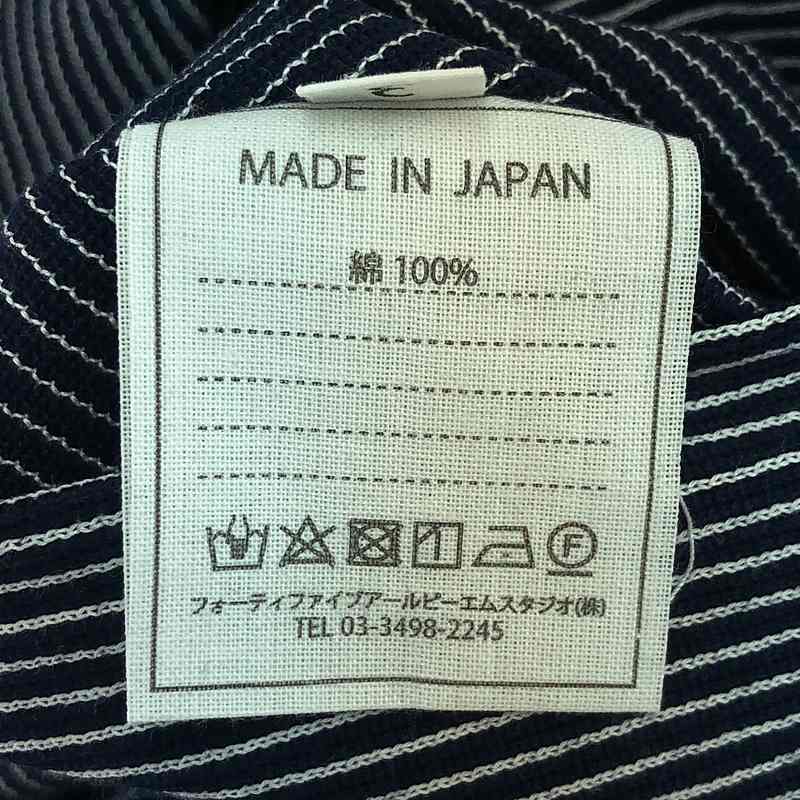 MADE IN JAPAN
綿 100%
F
フォーティファイブアールピーエムスタジオ(株)
TEL 03-3498-2245